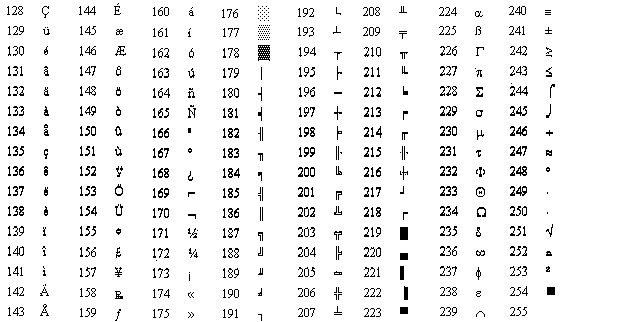 128 Ç 144 É 160 á 176 ░ 192 └ 208 ╨ 224 α 240 ≡
129 ü 145 æ 161 í 177 ▒ 193 ┴ 209 ╤ 225 ß 241 ±
130 é 146 Æ 162 ó 178 ▓ 194 ┬ 210 ╥ 226 Γ 242 ≥
131 â 147 ô 163 ú 179 │ 195 ├ 211 ╙ 227 π 243 ≤
132 ä 148 ö 164 ñ 180 ┤ 196 ─ 212 ╘ 228 Σ 244 ⌠
133 à 149 ò 165 Ñ 181 ╡ 197 ┼ 213 ╒ 229 σ 245 ⌡
134 å 150 û 166 ª 182 ╢ 198 ╞ 214 ╓ 230 µ 246 ÷
135 ç 151 ù 167 º 183 ╖ 199 ╟ 215 ╫ 231 τ 247 ≈
136 ê 152 ÿ 168 ¿ 184 ╕ 200 ╚ 216 ╪ 232 Φ 248 °
137 ë 153 Ö 169 ⌐ 185 ╣ 201 ╔ 217 ┘ 233 Θ 249 ·
138 è 154 Ü 170 ¬ 186 ║ 202 ╩ 218 ┌ 234 Ω 250 ·
139 ï 155 ¢ 171 ½ 187 ╗ 203 ╦ 219 █ 235 δ 251 √
140 î 156 £ 172 ¼ 188 ╝ 204 ╠ 220 ▄ 236 ∞ 252 ⁿ
141 ì 157 ¥ 173 ¡ 189 ╜ 205 ═ 221 ▌ 237 φ 253 ²
142 Ä 158 ₧ 174 « 190 ╛ 206 ╬ 222 ▐ 238 ε 254 ■
143 Å 159 ƒ 175 » 191 ┐ 207 ╧ 223 ▀ 239 ∩ 255